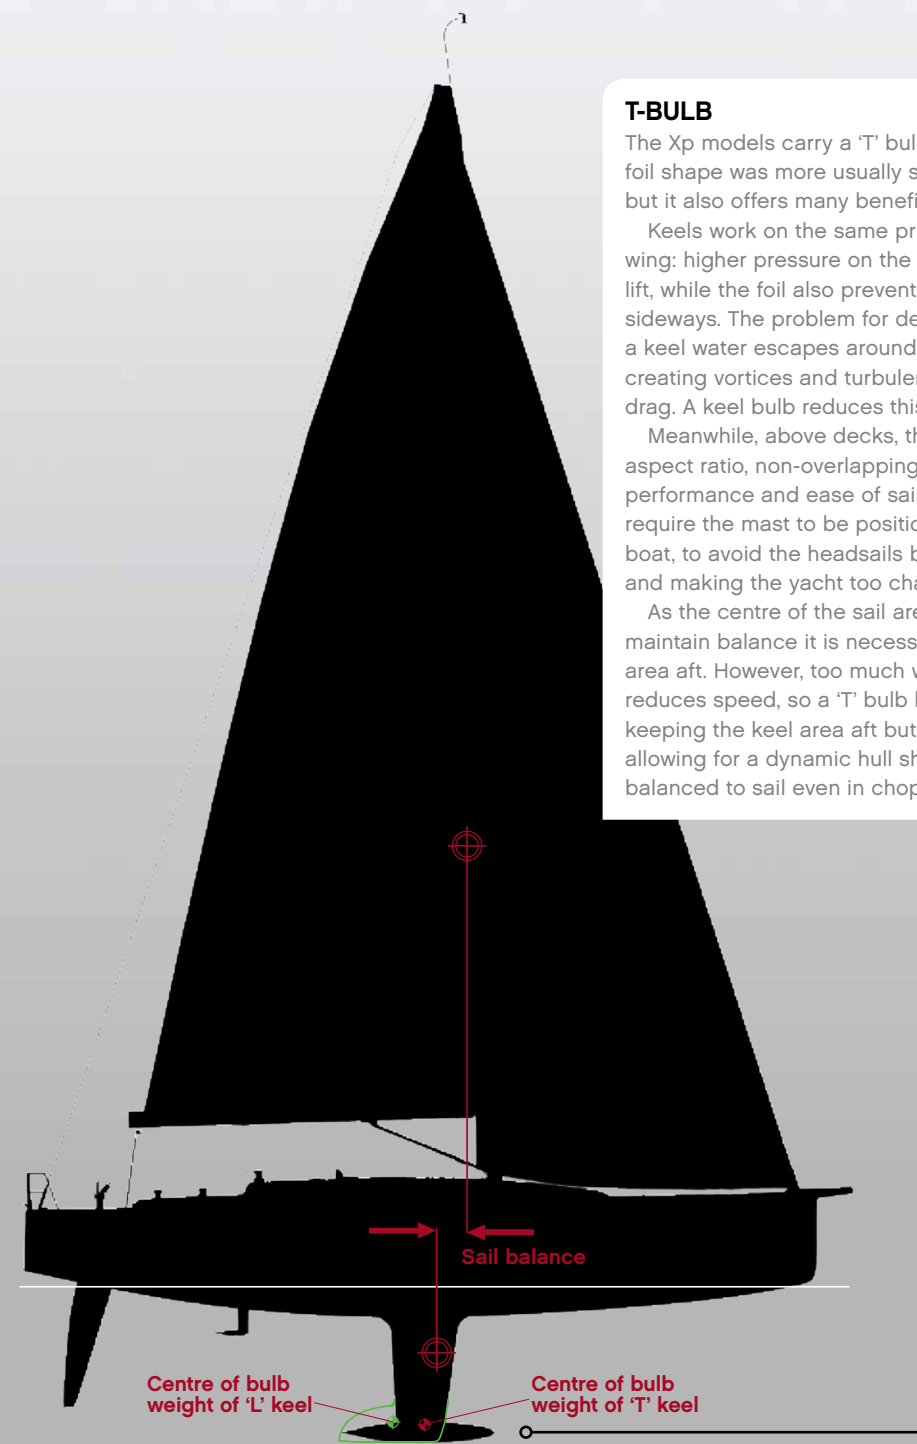 T-BULB
The Xp models carry a ‘T’ bul
foil shape was more usually s
but it also offers many benefi
Keels work on the same pr
wing: higher pressure on the
lift, while the foil also prevent
sideways. The problem for de
a keel water escapes around
creating vortices and turbule
drag. A keel bulb reduces this
Meanwhile, above decks, th
aspect ratio, non-overlapping
performance and ease of sai
require the mast to be positio
boat, to avoid the headsails b
and making the yacht too cha
As the centre of the sail are
maintain balance it is necess
area aft. However, too much w
reduces speed, so a ‘T’ bulb
keeping the keel area aft but
allowing for a dynamic hull sh
balanced to sail even in chop
Sail balance
Centre of bulb
weight of ‘L’ keel
Centre of bulb
weight of ‘T’ keel